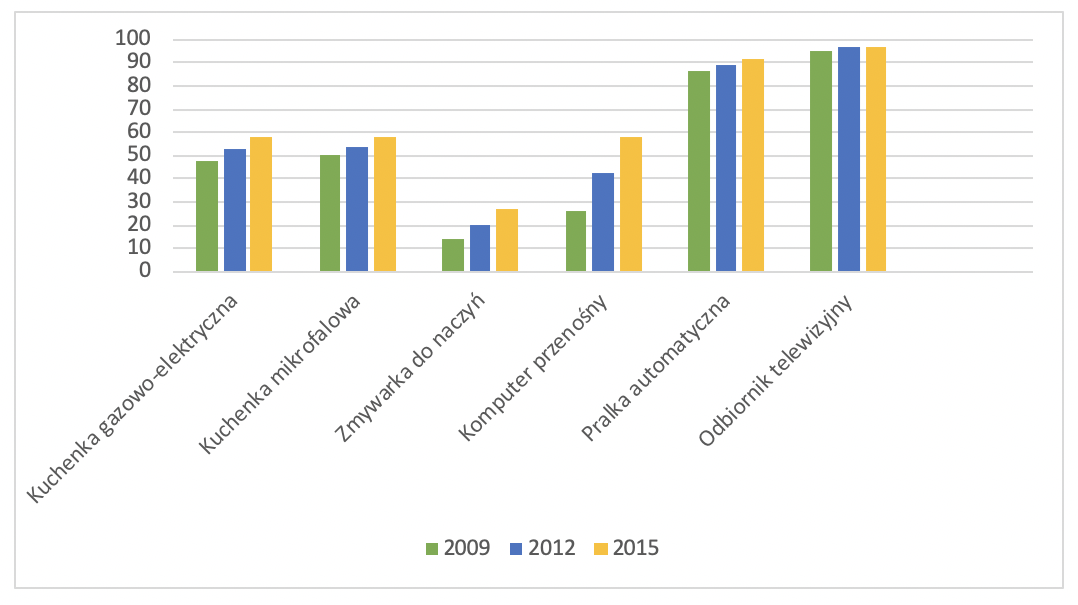 100
90
80
70
60
50
40
30
20
10
0
Kuchenka gazowo-elektryczna
Kuchenka mikrofalowa
Zmywarka do naczyń
Komputer przenośny
Pralka automatyczna
Odbiornik telewizyjny
2009 2012 2015